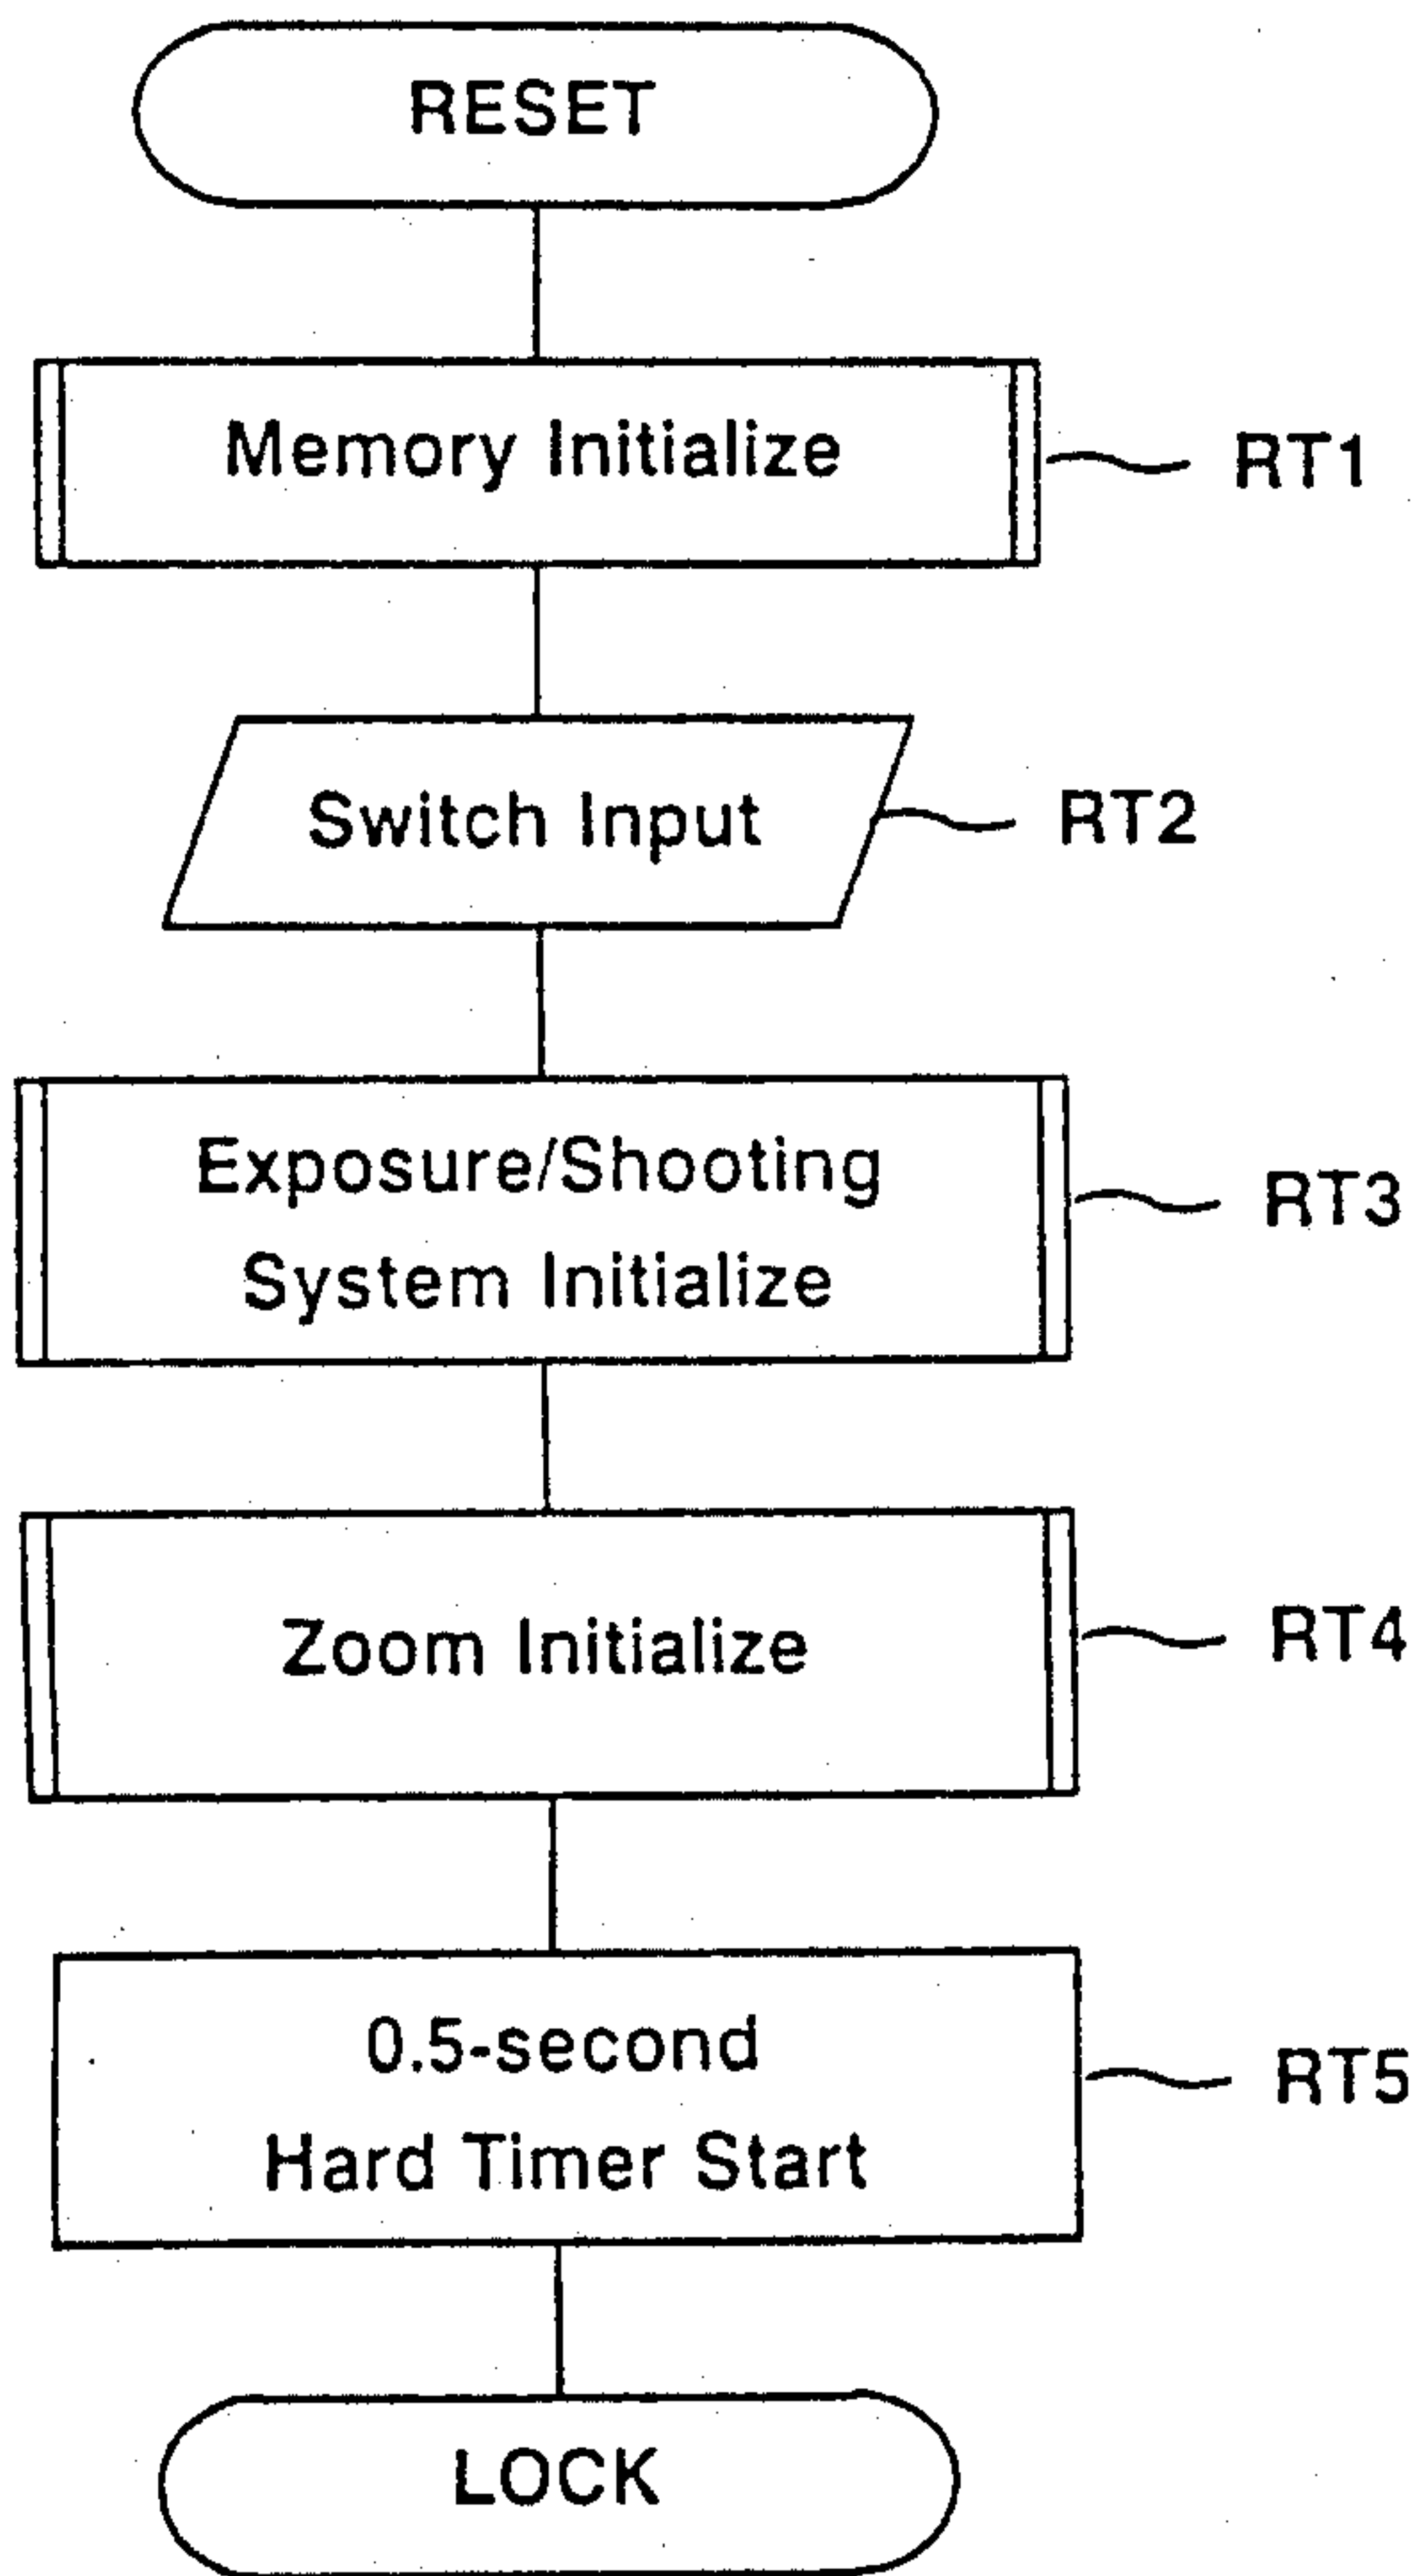 RESET
Memory Initialize
RT1
Switch Input
RT2
Exposure/Shooting
System Initialize
RT3
Zoom Initialize
RT4
0.5-second
Hard Timer Start
RT5
LOCK